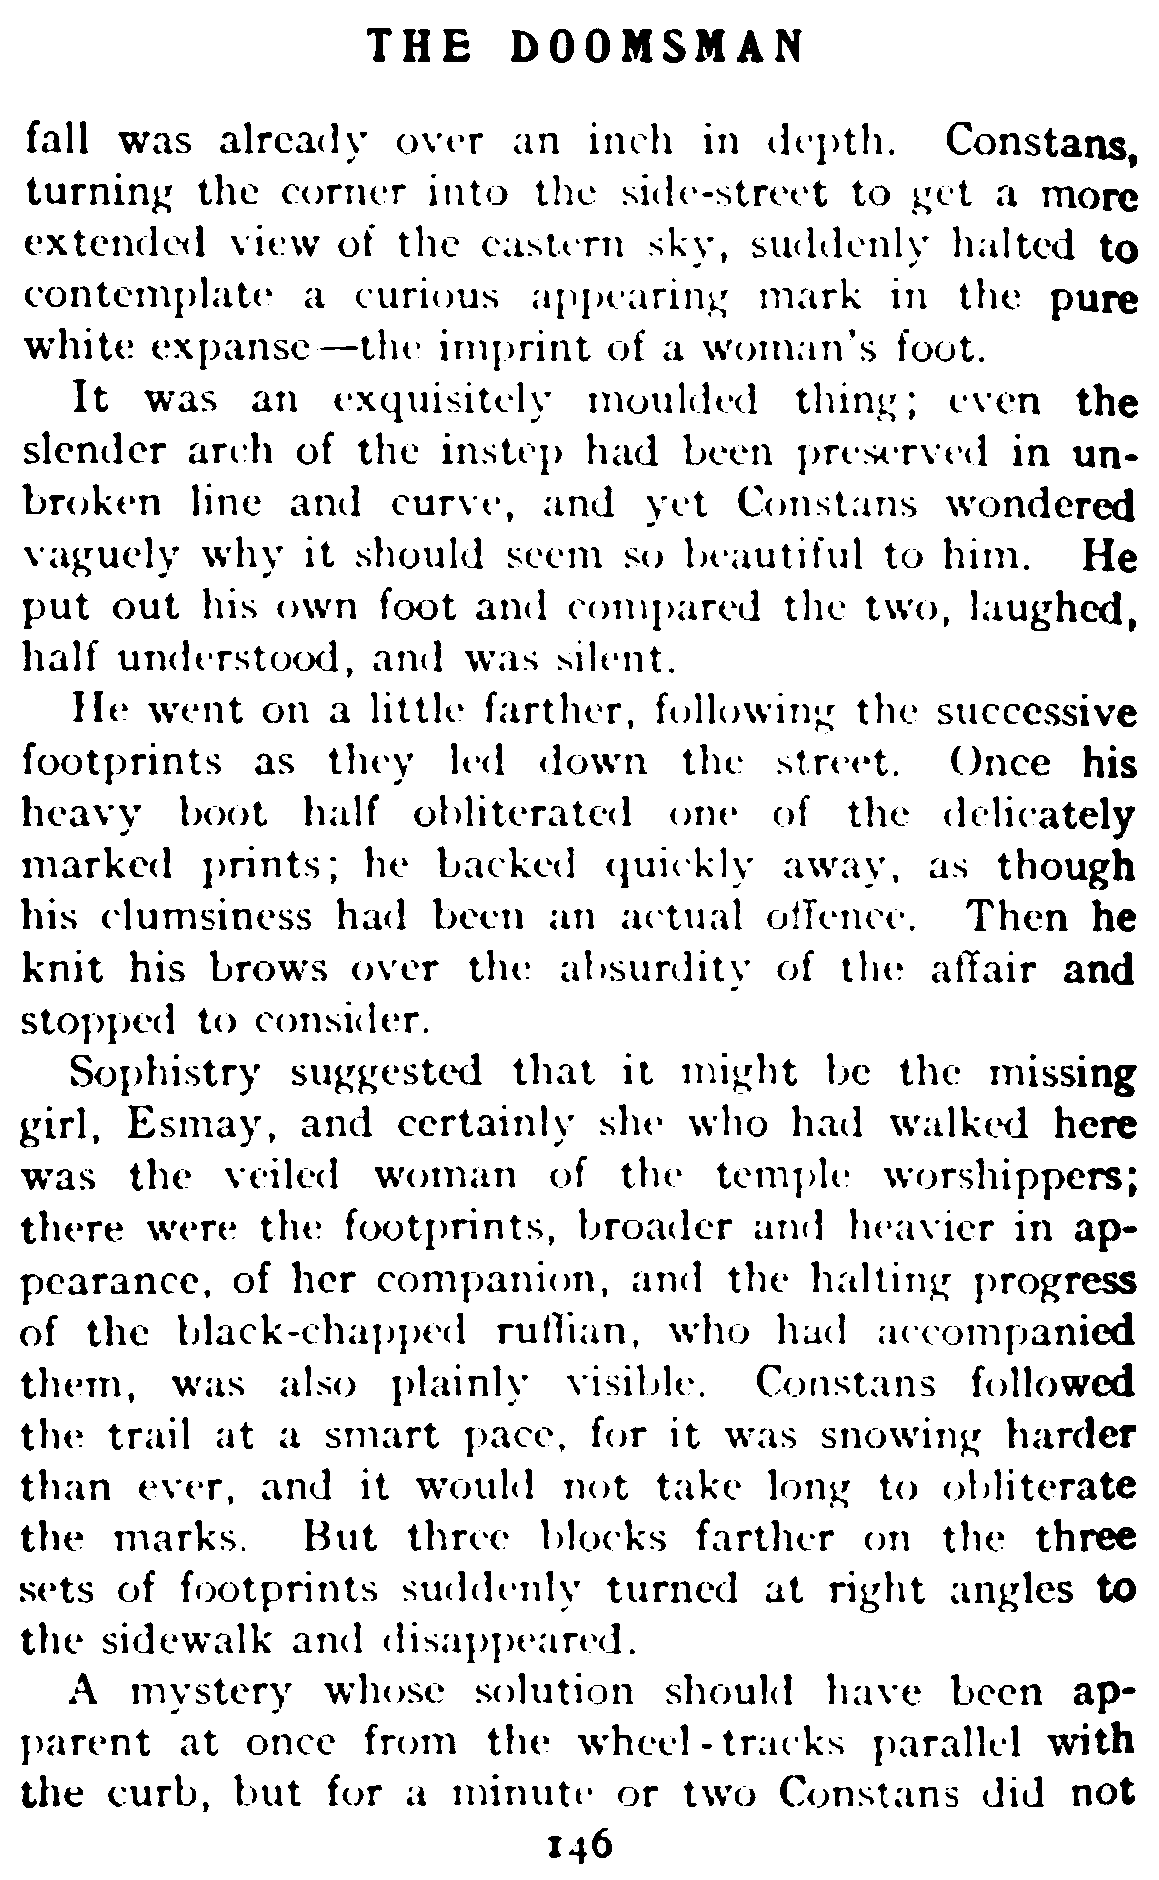 THE DOOMSMAN
fall was already over an inch in depth. Constans,
turning the corner into the side-street to get a more
extended view of the eastern sky, suddenly halted to
contemplate a curious appearing mark in the pure
white expanse—the imprint of a woman's foot.
It was an exquisitely moulded thing; even the
slender arch of the instep had been preserved in un-
broken line and curve, and yet Constans wondered
vaguely why it should seem so beautiful to him. He
put out his own foot and compared the two, laughed,
half understood, and was silent.
He went on a little farther, following the successive
footprints as they led down the street. Once his
heavy boot half obliterated one of the delicately
marked prints; he backed quickly away, as though
his clumsiness had been an actual offence. Then he
knit his brows over the absurdity of the affair and
stopped to consider.
Sophistry suggested that it might be the missing
girl, Esmay, and certainly she who had walked here
was the veiled woman of the temple worshippers;
there were the footprints, broader and heavier in ap-
pearance, of her companion, and the halting progress
of the black-chapped ruffian, who had accompanied
them, was also plainly visible. Constans followed
the trail at a smart pace, for it was snowing harder
than ever, and it would not take long to obliterate
the marks. But three blocks farther on the three
sets of footprints suddenly turned at right angles to
the sidewalk and disappeared.
A mystery whose solution should have been ap-
parent at once from the wheel-tracks parallel with
the curb, but for a minute or two Constans did not
146